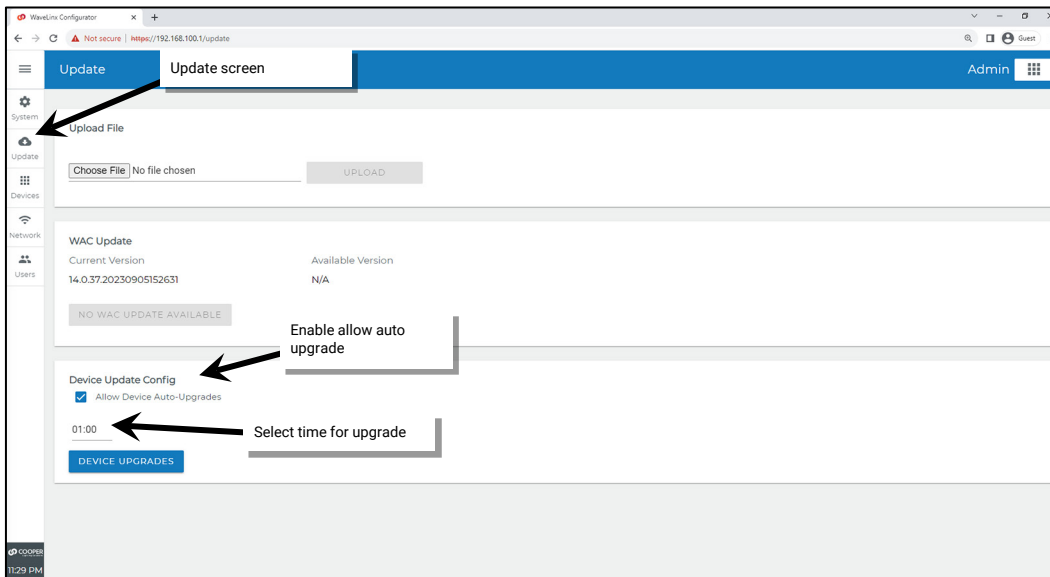 WaveLinx Configurator
Not secure | https://192.168.100.1/update
Guest
Update
Update screen
Admin
System
Update
Devices
Network
Users
Upload File
Choose File No file chosen
UPLOAD
WAC Update
Current Version Available Version
14.0.37.20230905152631 N/A
NO WAC UPDATE AVAILABLE
Enable allow auto
upgrade
Device Update Config
Allow Device Auto-Upgrades
01:00
Select time for upgrade
DEVICE UPGRADES
COOPER
11:29 PM